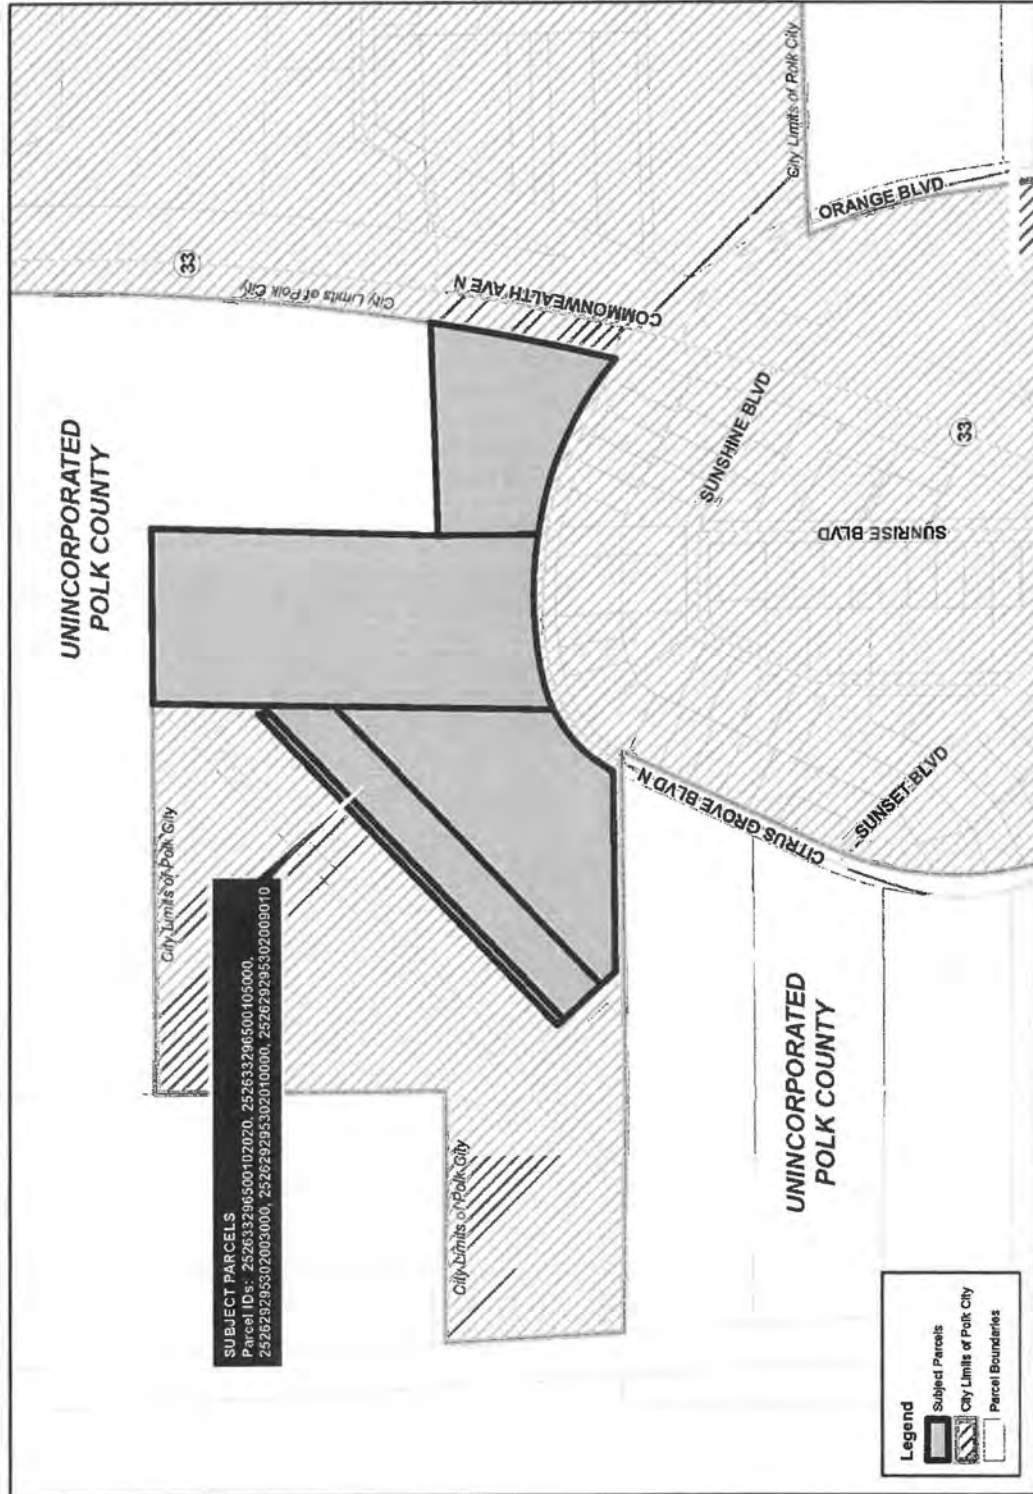 UNINCORPORATED
POLK COUNTY
33
City Limits of Polk City
COMMONWEALTH AVE N
City Limits of Polk City
ORANGE BLVD
SUNSHINE BLVD
33
SUNRISE BLVD
City Limits of Polk City
SUBJECT PARCELS
Parcel IDs: 252633296500102020, 252633296500105000,
252629295302003000, 252629295302010000, 252629295302009010
CITRUS GROVE BLVD N
SUNSET BLVD
City Limits of Polk City
UNINCORPORATED
POLK COUNTY
Legend
Subject Parcels
City Limits of Polk City
Parcel Boundaries